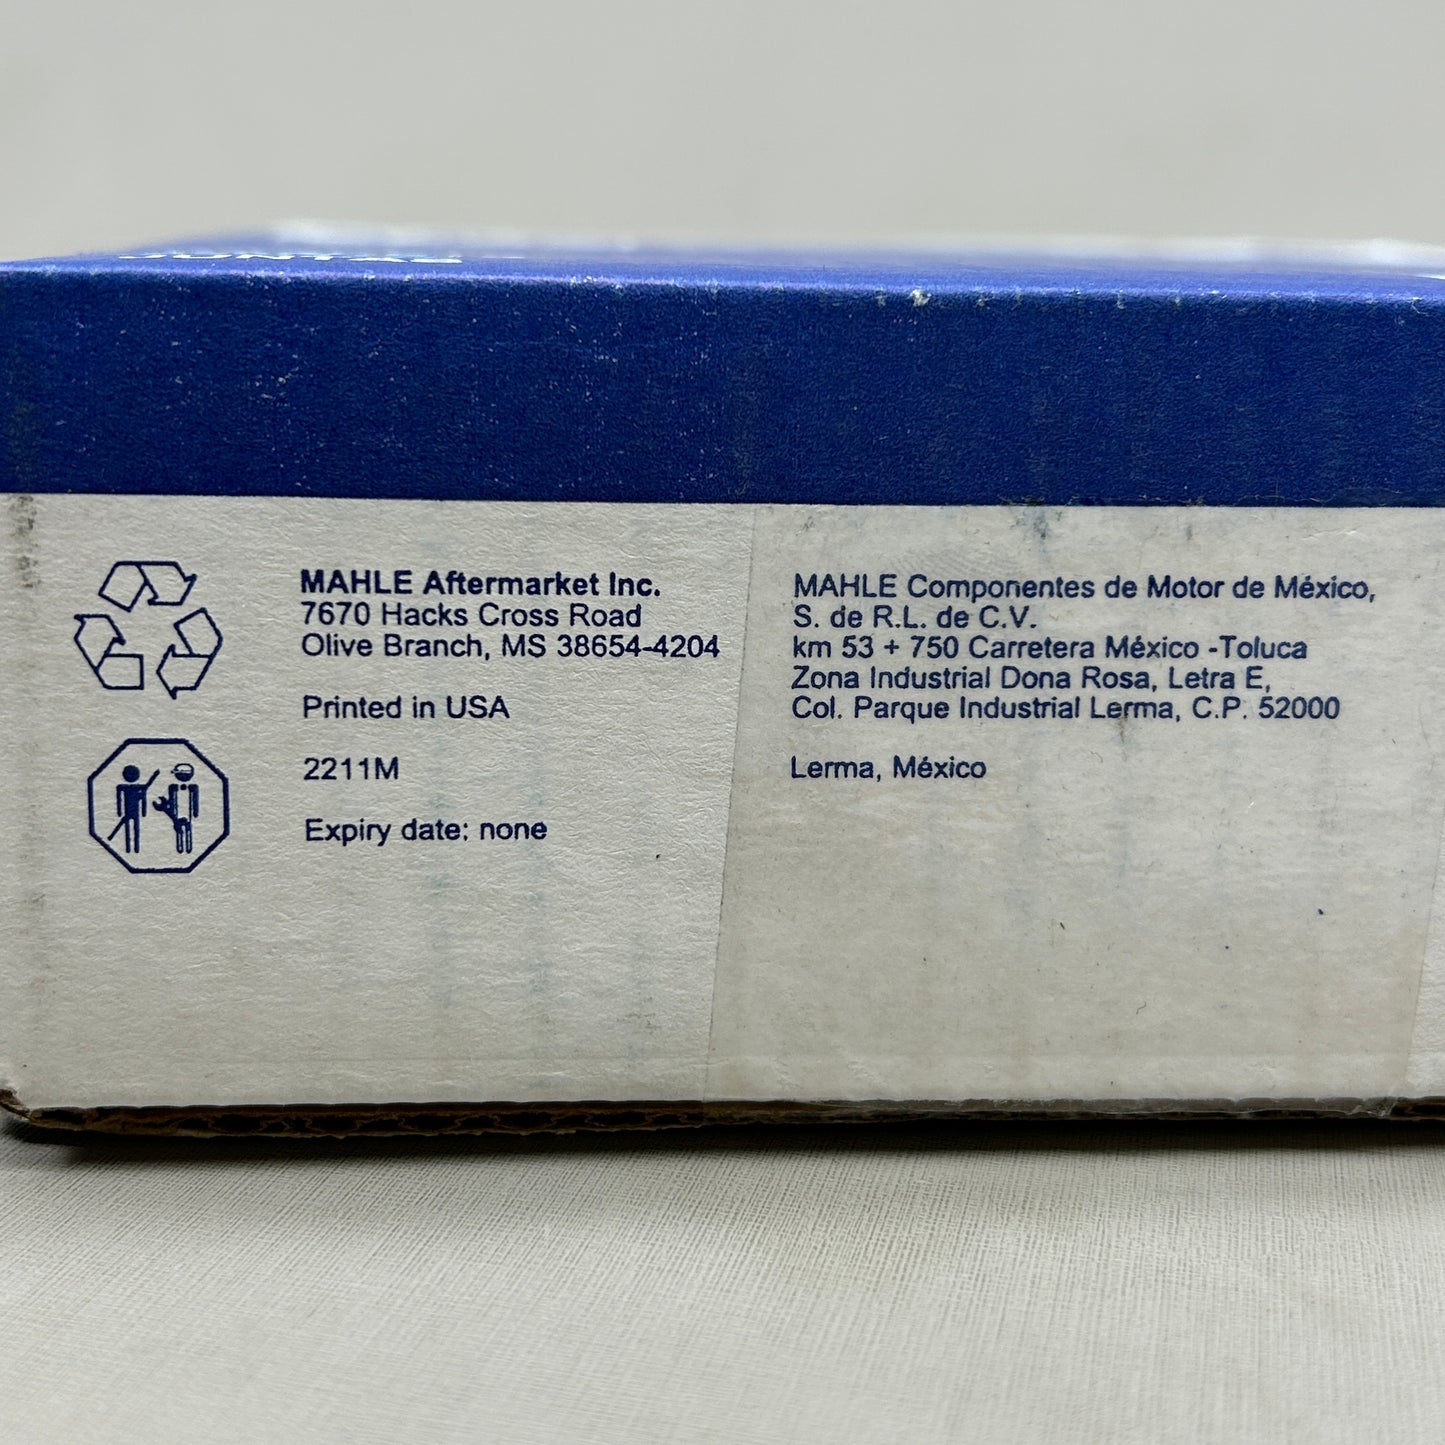 MAHLE Aftermarket Inc.
7670 Hacks Cross Road
Olive Branch, MS 38654-4204
Printed in USA
2211M
Expiry date: none
MAHLE Componentes de Motor de México,
S. de R.L. de C.V.
km 53 + 750 Carretera México -Toluca
Zona Industrial Dona Rosa, Letra E,
Col. Parque Industrial Lerma, C.P. 52000
Lerma, México